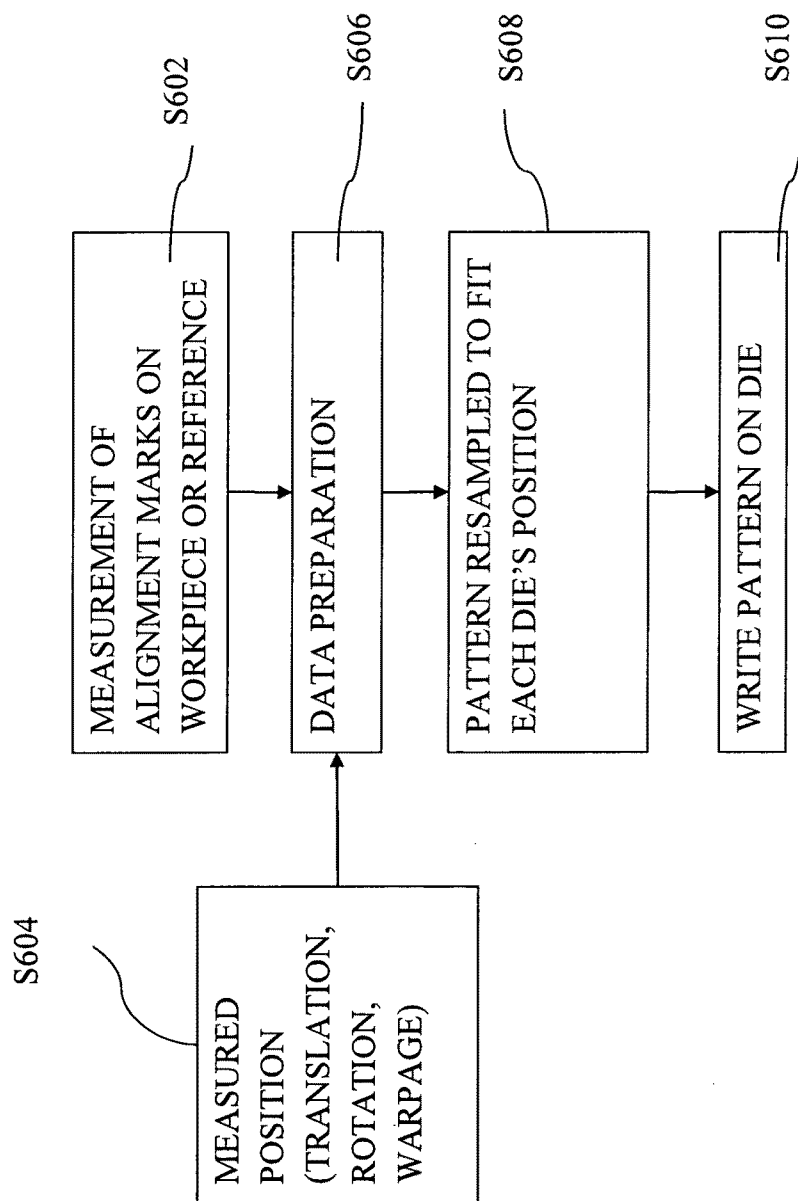 MEASUREMENT OF
ALIGNMENT MARKS ON
WORKPIECE OR REFERENCE
S602
MEASURED
POSITION
(TRANSLATION,
ROTATION,
WARPAGE)
S604
DATA PREPARATION
S606
PATTERN RESAMPLED TO FIT
EACH DIE’S POSITION
S608
WRITE PATTERN ON DIE
S610